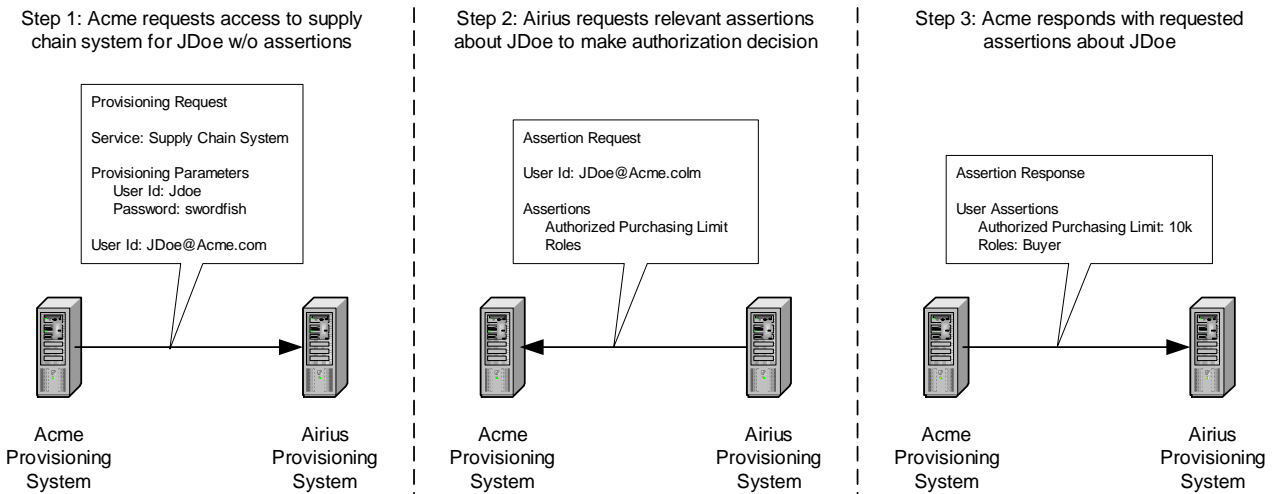 Step 1: Acme requests access to supply
chain system for JDoe w/o assertions
Provisioning Request
Service: Supply Chain System
Provisioning Parameters
User Id: Jdoe
Password: swordfish
User Id: JDoe@Acme.com
Acme
Provisioning
System
Airius
Provisioning
System
Step 2: Airius requests relevant assertions
about JDoe to make authorization decision
Assertion Request
User Id: JDoe@Acme.colm
Assertions
Authorized Purchasing Limit
Roles
Acme
Provisioning
System
Airius
Provisioning
System
Step 3: Acme responds with requested
assertions about JDoe
Assertion Response
User Assertions
Authorized Purchasing Limit: 10k
Roles: Buyer
Acme
Provisioning
System
Airius
Provisioning
System